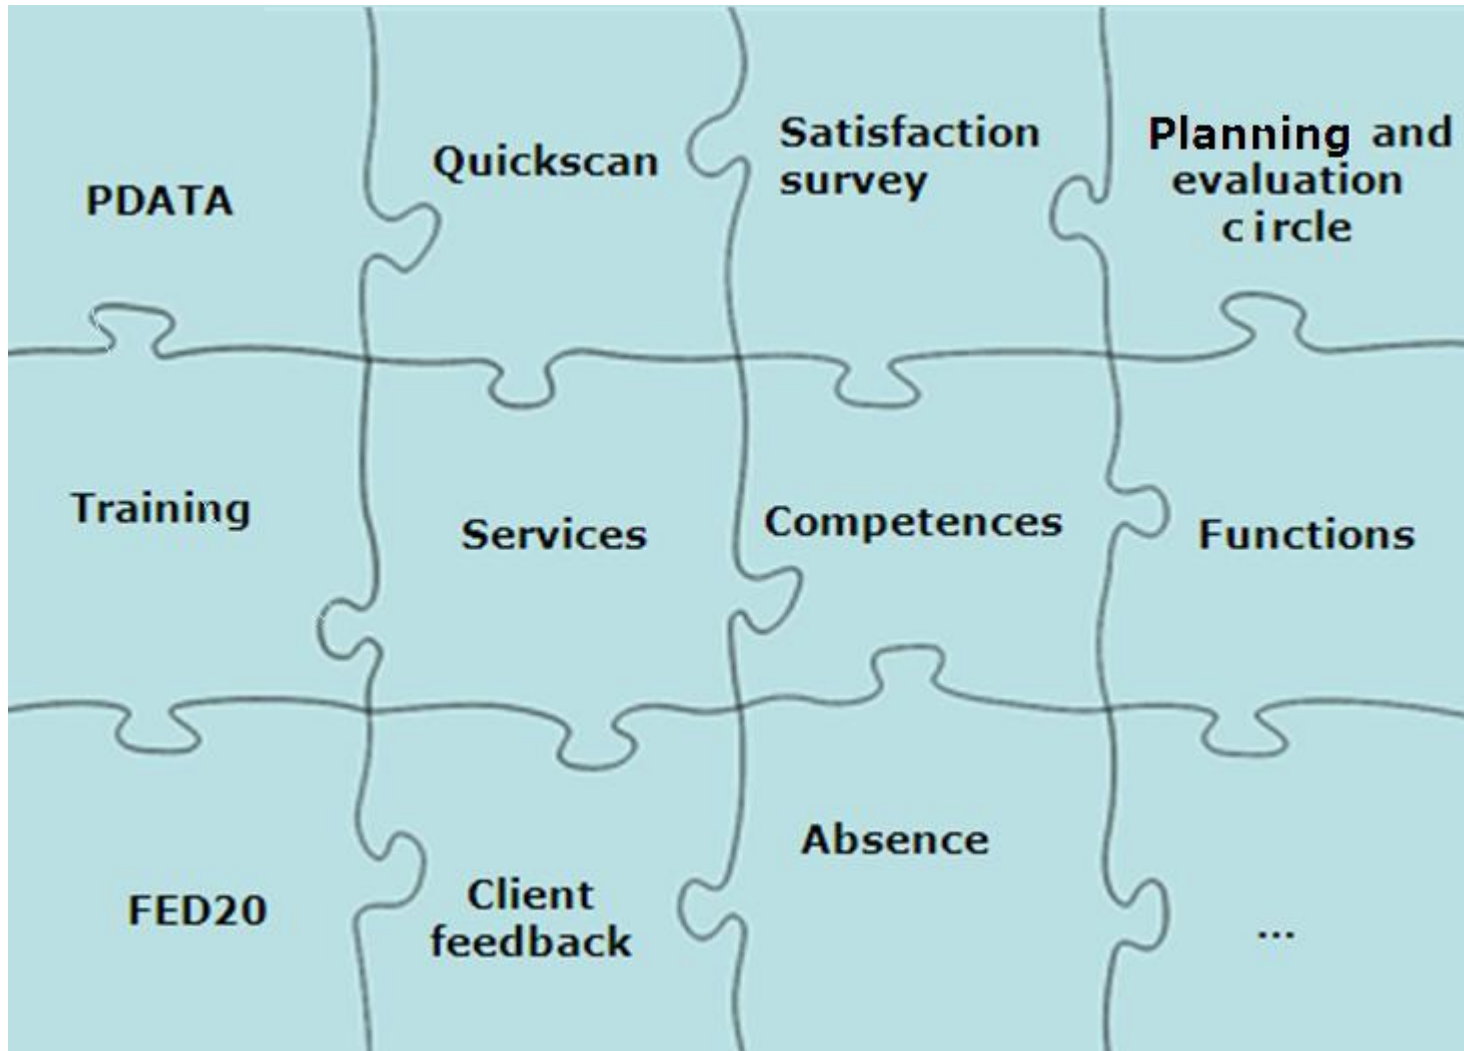 PDATA
Quickscan
Satisfaction
survey
Planning and
evaluation
circle
Training
Services
Competences
Functions
FED20
Client
feedback
Absence
...